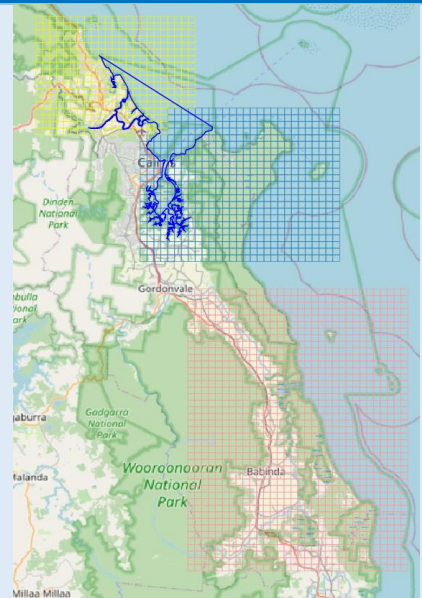 Cairns
Dinden
National
Park
Gordonvale
Gadgarra
National
Park
Wooroonooran
National
Park
Babinda
Malanda
Millaa Millaa